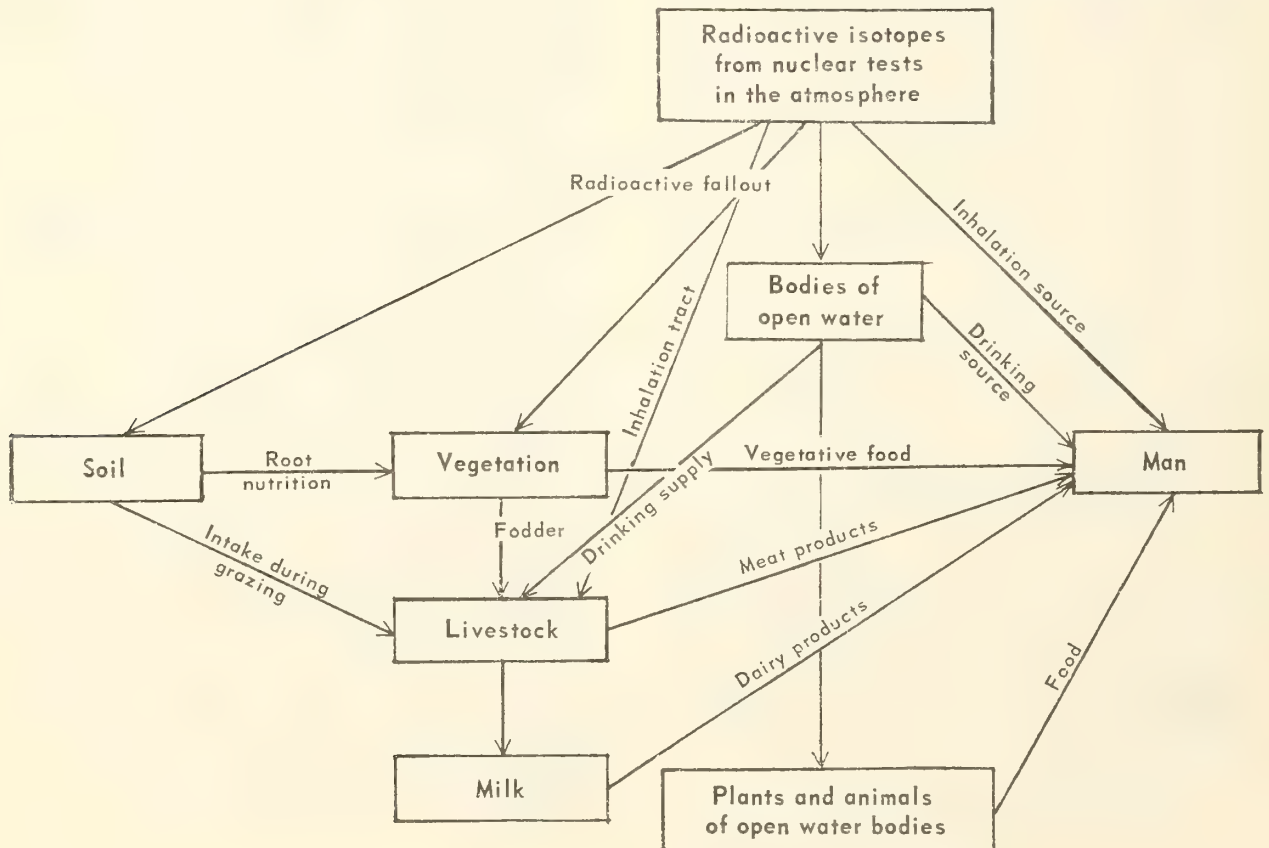 Radioactive isotopes
from nuclear tests
in the atmosphere
Radioactive fallout
Inhalation source
Inhalation tract
Bodies of
open water
Drinking
source
Soil
Root
nutrition
Vegetation
Vegetative food
Man
Intake during
grazing
Fodder
Drinking supply
Meat products
Livestock
Dairy products
Food
Milk
Plants and animals
of open water bodies